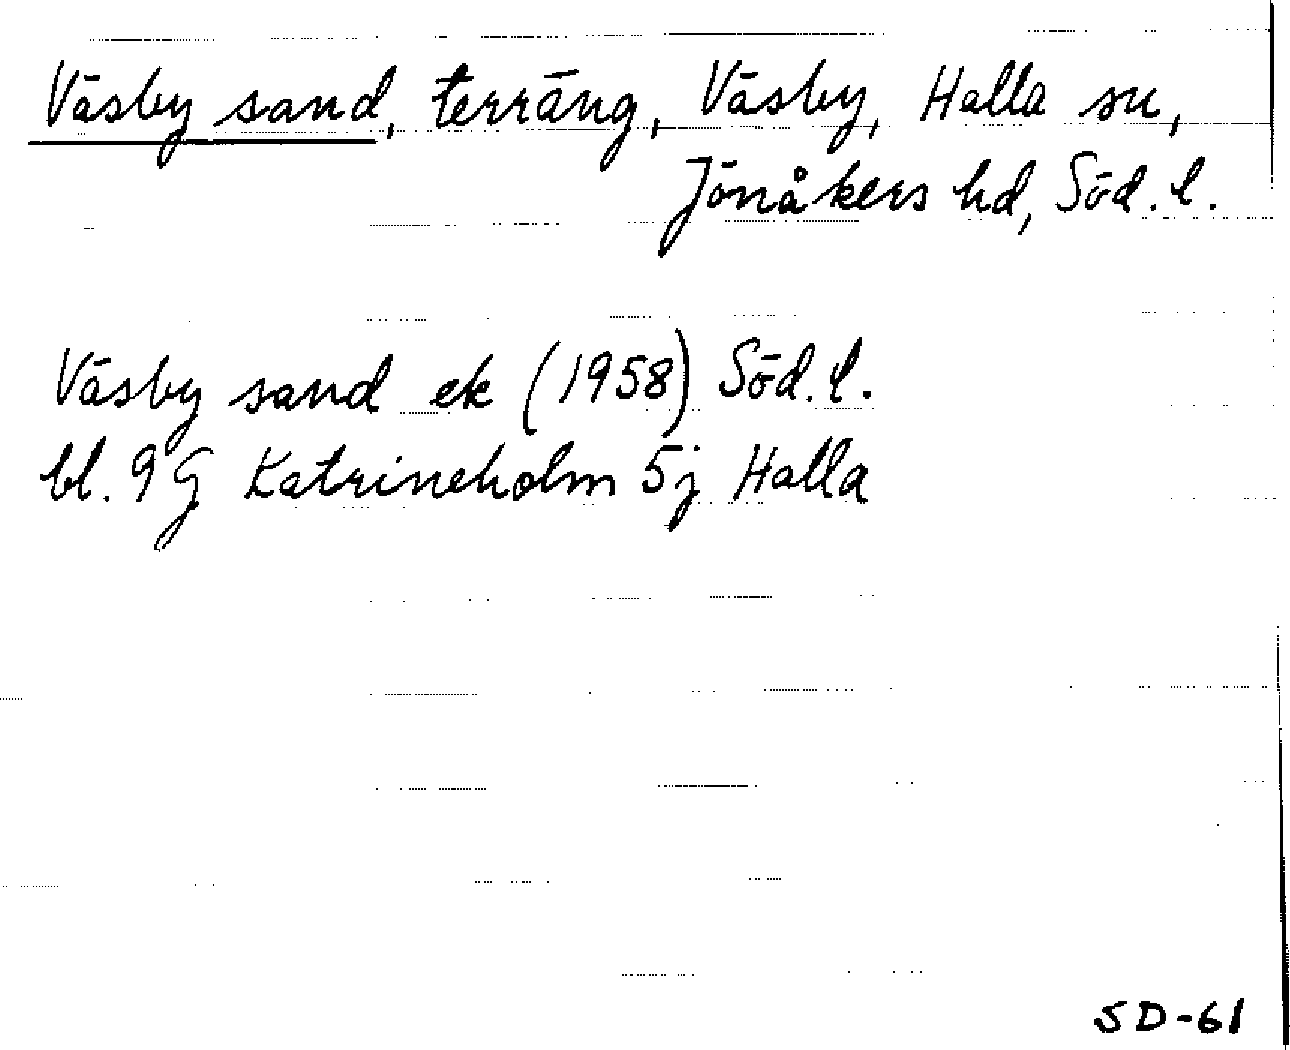 Väsby sand, terräng, Väsby, Halla sn,
Jönåkers hd, Söd. l.
Väsby sand ek (1958) Söd. l.
bl. 9 G Katrineholm 5j Halla
SD-61